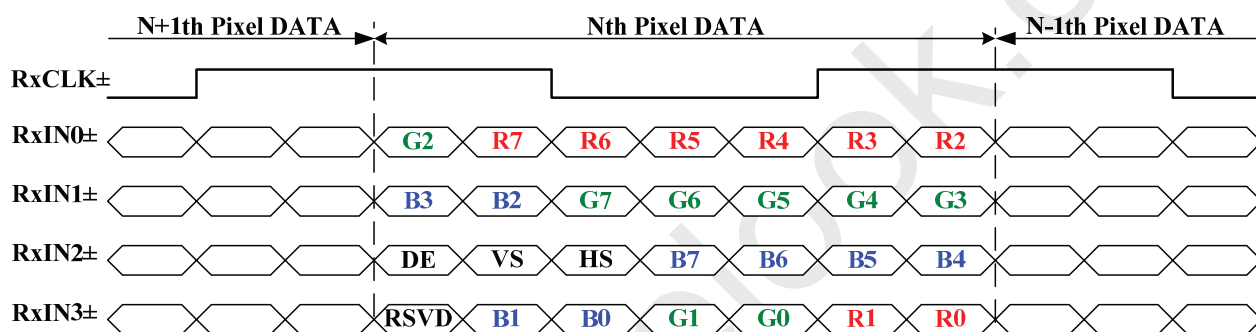 N+1th Pixel DATA Nth Pixel DATA N-1th Pixel DATA
RxCLK±
RxIN0± G2 R7 R6 R5 R4 R3 R2
RxIN1± B3 B2 G7 G6 G5 G4 G3
RxIN2± DE VS HS B7 B6 B5 B4
RxIN3± RSVD B1 B0 G1 G0 R1 R0